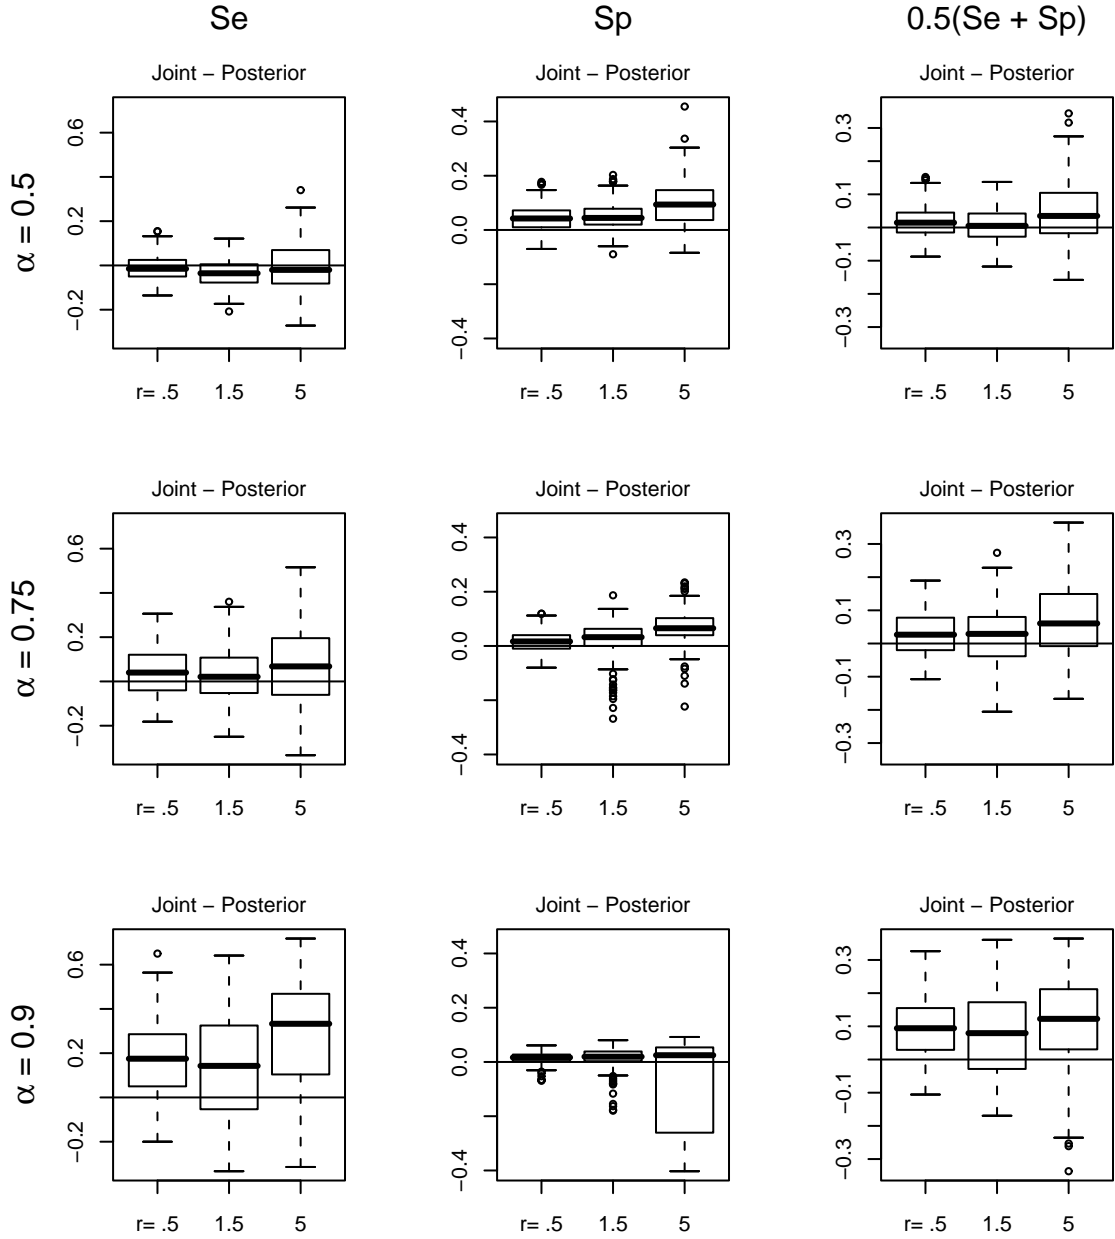 Se Sp 0.5(Se + Sp)
Joint − Posterior Joint − Posterior Joint − Posterior
α = 0.5
−0.2 0.2 0.6
−0.4 0.0 0.2 0.4
−0.3 −0.1 0.1 0.3
r= .5 1.5 5 r= .5 1.5 5 r= .5 1.5 5
Joint − Posterior Joint − Posterior Joint − Posterior
α = 0.75
−0.2 0.2 0.6
−0.4 0.0 0.2 0.4
−0.3 −0.1 0.1 0.3
r= .5 1.5 5 r= .5 1.5 5 r= .5 1.5 5
Joint − Posterior Joint − Posterior Joint − Posterior
α = 0.9
−0.2 0.2 0.6
−0.4 0.0 0.2 0.4
−0.3 −0.1 0.1 0.3
r= .5 1.5 5 r= .5 1.5 5 r= .5 1.5 5